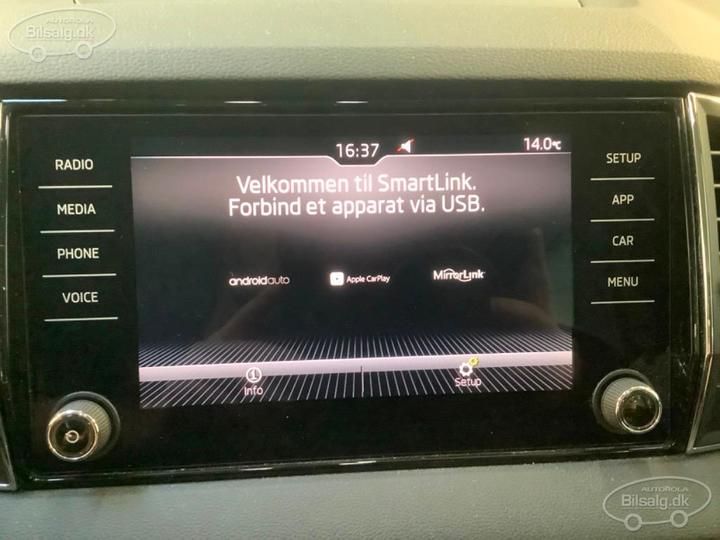 AUTOROLA
Bilsalg.dk
RADIO
MEDIA
PHONE
VOICE
16:37
14.0°C
Velkommen til SmartLink.
Forbind et apparat via USB.
androidauto
Apple CarPlay
MirrorLink
Info
Setup
SETUP
APP
CAR
MENU
AUTOROLA
Bilsalg.dk